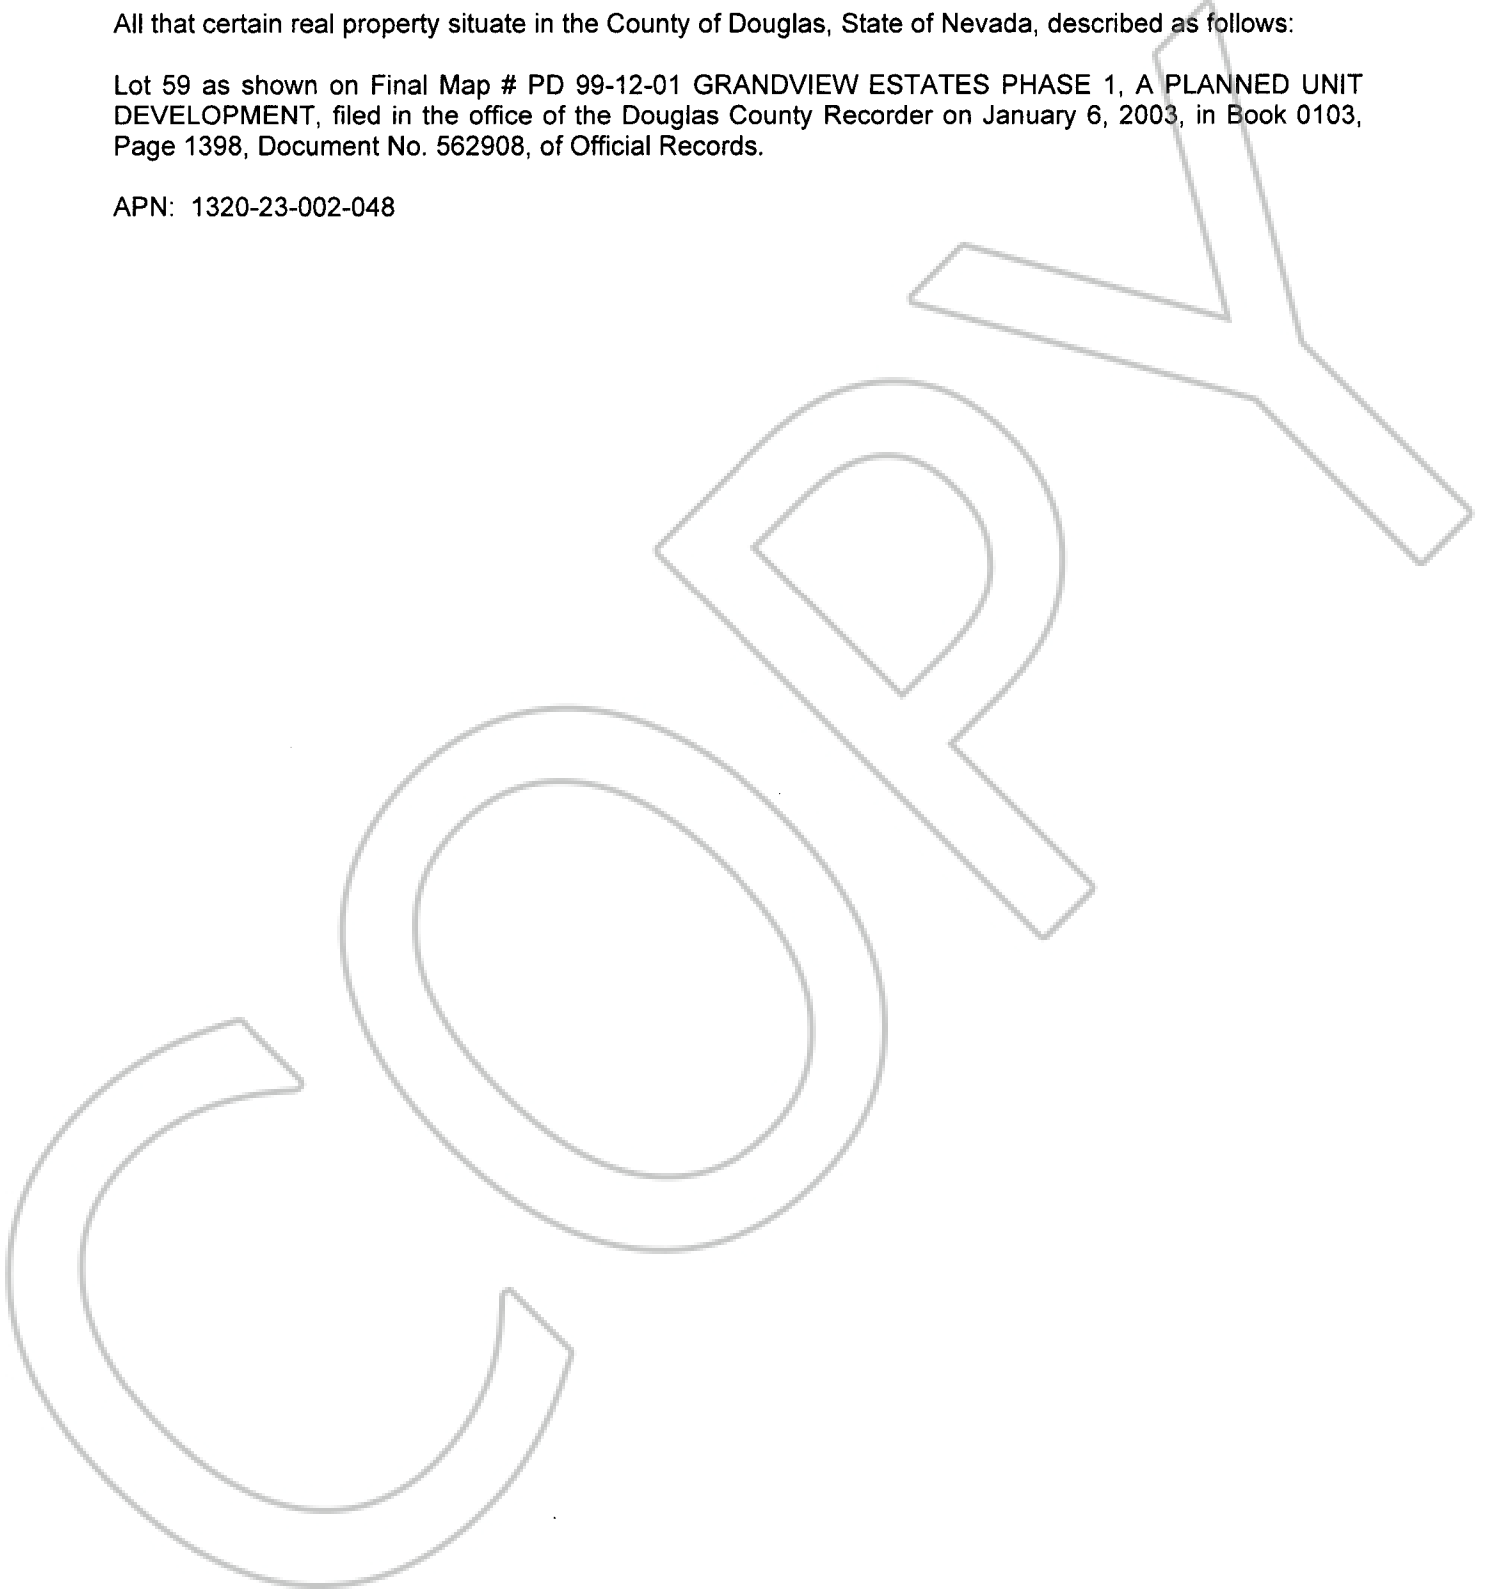 All that certain real property situate in the County of Douglas, State of Nevada, described as follows:
Lot 59 as shown on Final Map # PD 99-12-01 GRANDVIEW ESTATES PHASE 1, A PLANNED UNIT
DEVELOPMENT, filed in the office of the Douglas County Recorder on January 6, 2003, in Book 0103,
Page 1398, Document No. 562908, of Official Records.
APN: 1320-23-002-048
COPY